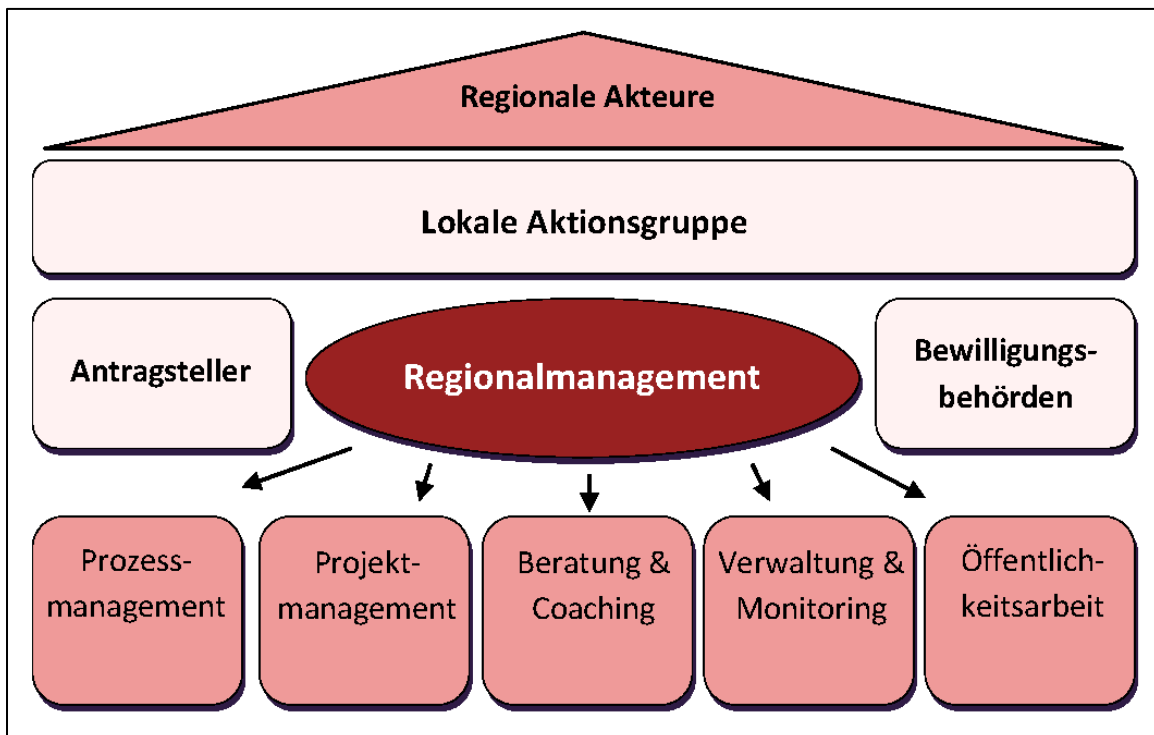 Regionale Akteure
Lokale Aktionsgruppe
Antragsteller
Regionalmanagement
Bewilligungs-
behörden
Prozess-
management
Projekt-
management
Beratung &
Coaching
Verwaltung &
Monitoring
Öffentlich-
keitsarbeit